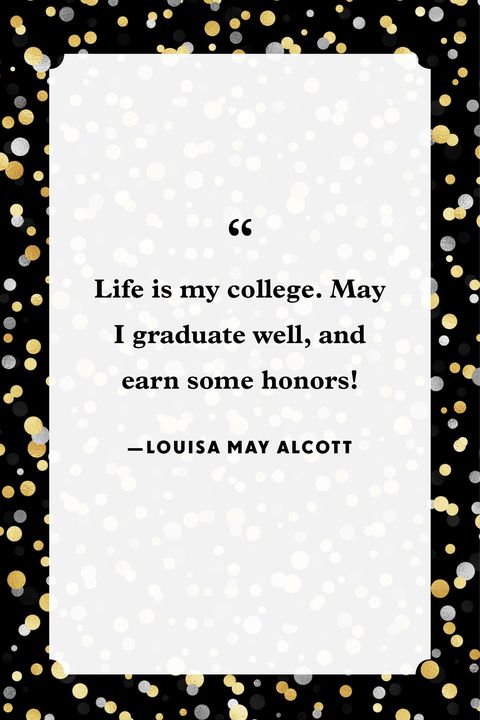 “
Life is my college. May
I graduate well, and
earn some honors!
—LOUISA MAY ALCOTT